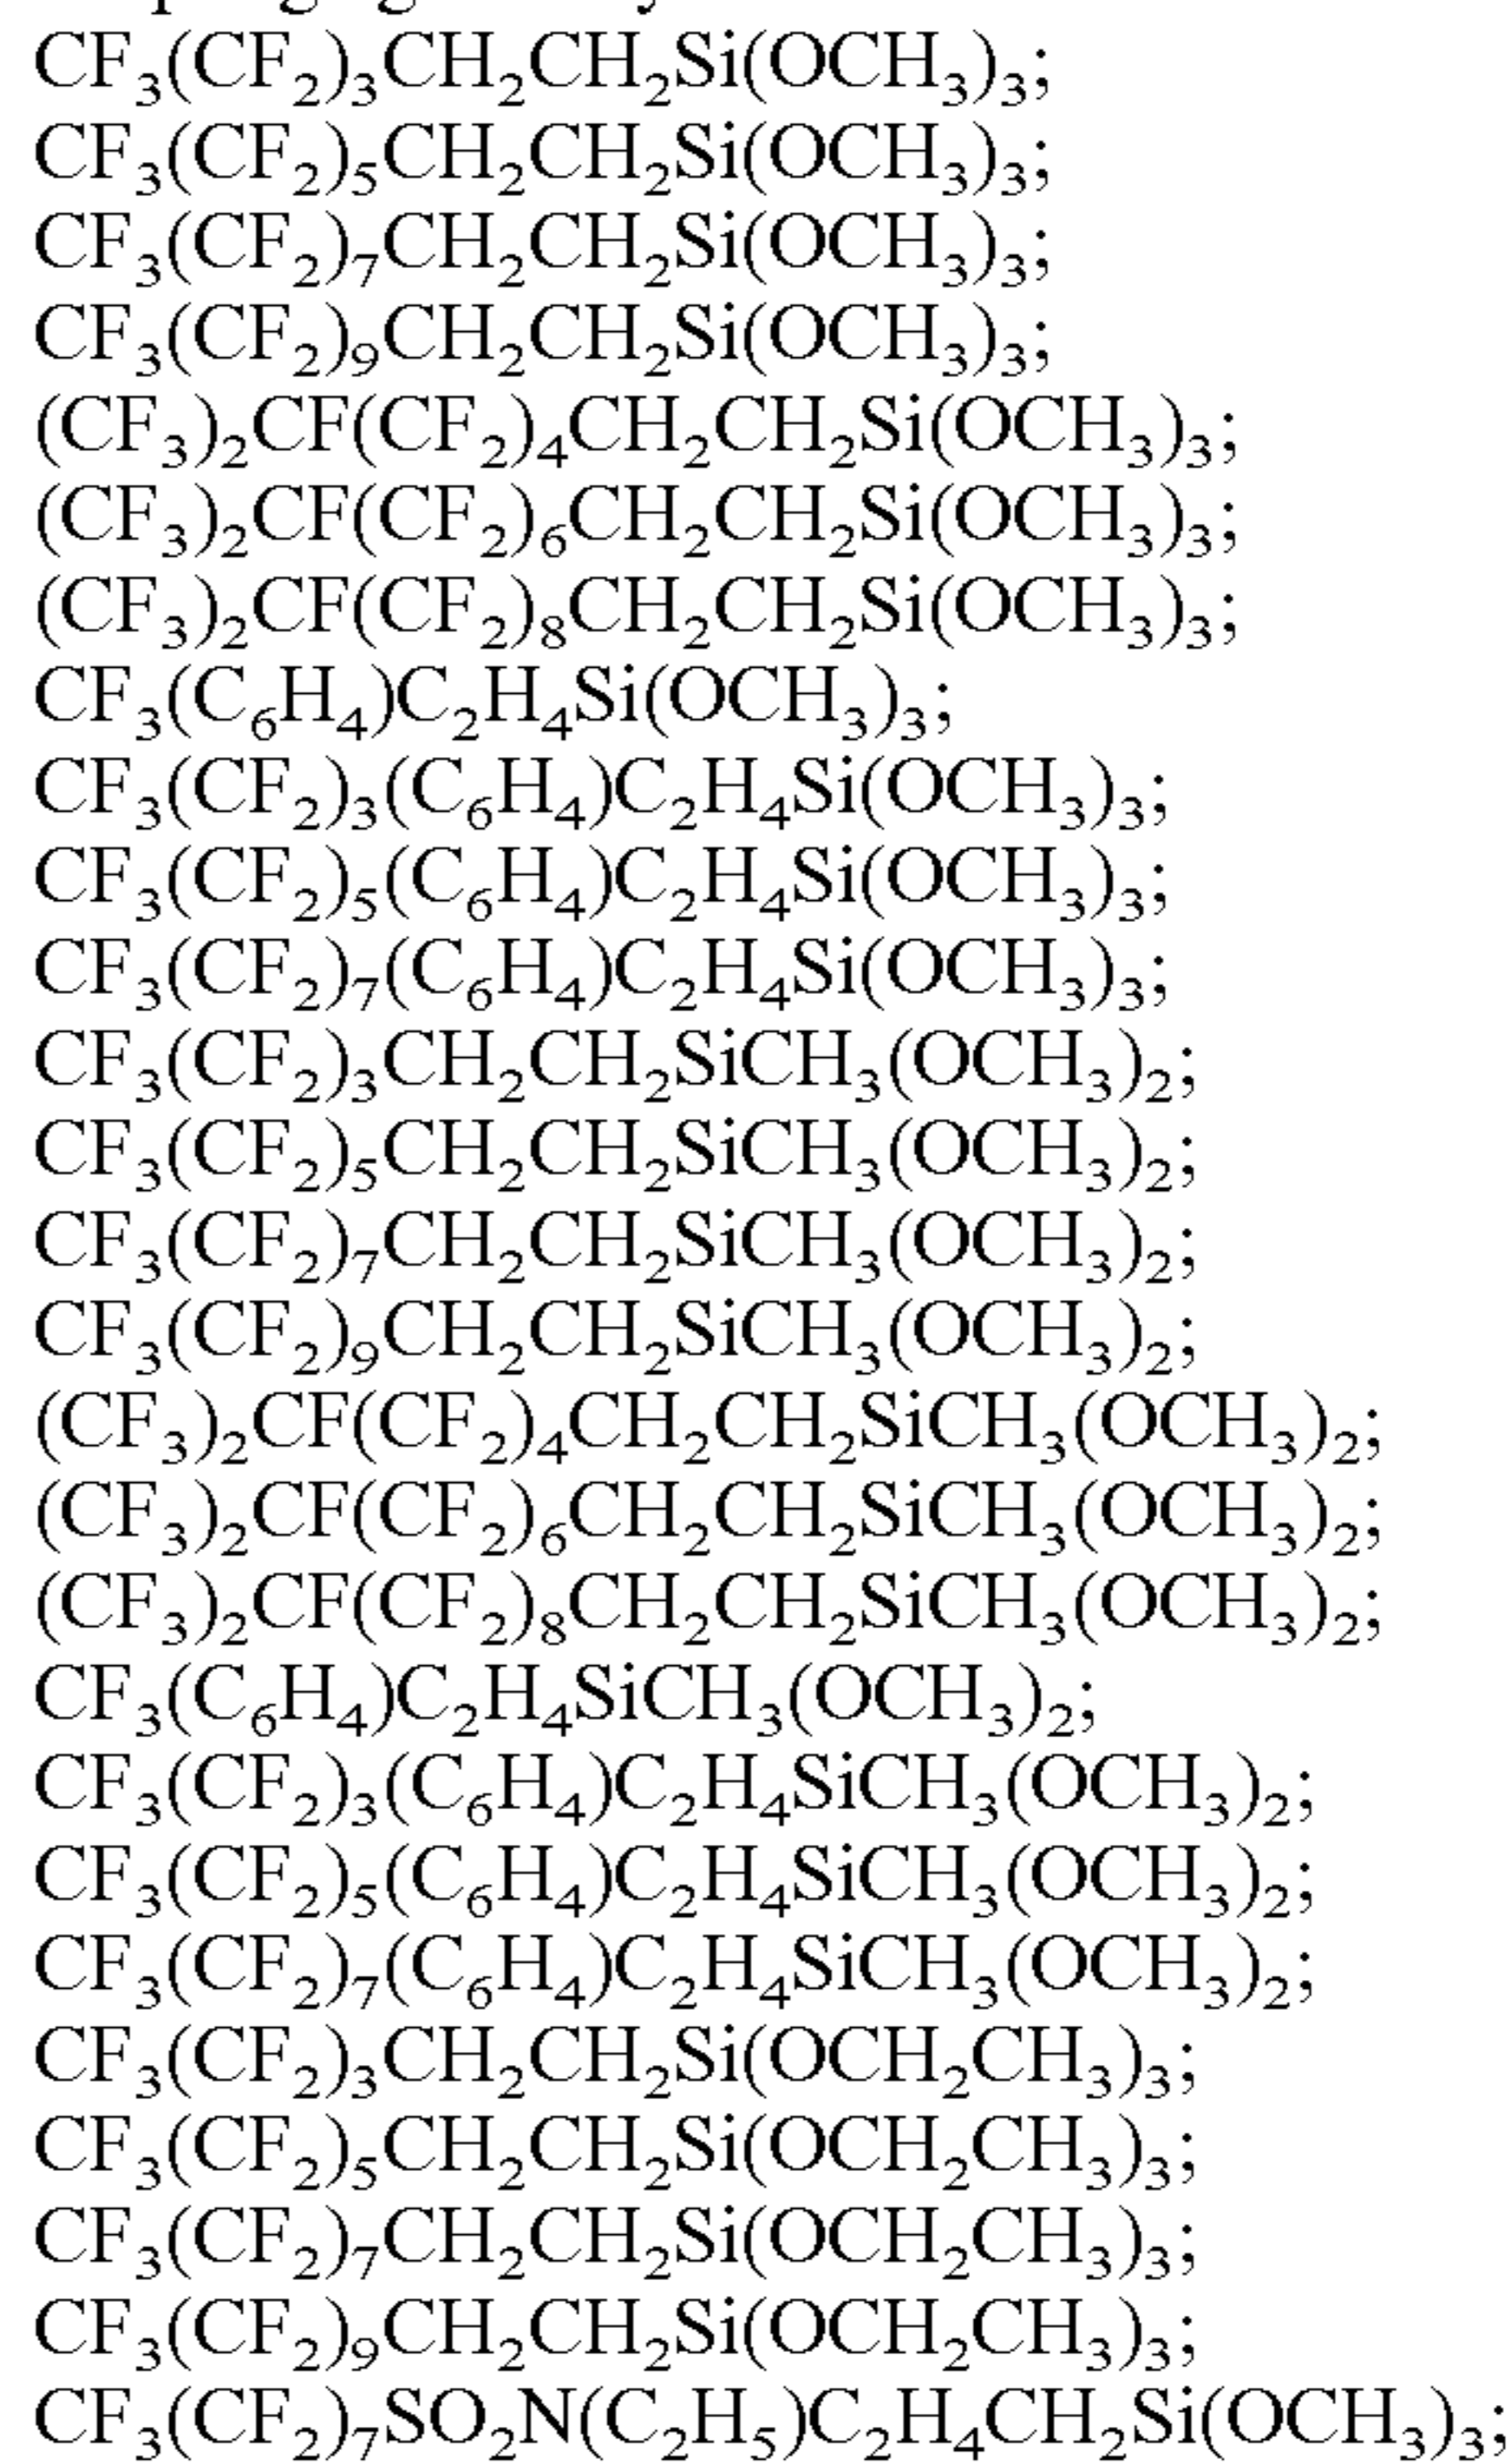 CF₃(CF₂)₃CH₂CH₂Si(OCH₃)₃;
CF₃(CF₂)₅CH₂CH₂Si(OCH₃)₃;
CF₃(CF₂)₇CH₂CH₂Si(OCH₃)₃;
CF₃(CF₂)₉CH₂CH₂Si(OCH₃)₃;
(CF₃)₂CF(CF₂)₄CH₂CH₂Si(OCH₃)₃;
(CF₃)₂CF(CF₂)₆CH₂CH₂Si(OCH₃)₃;
(CF₃)₂CF(CF₂)₈CH₂CH₂Si(OCH₃)₃;
CF₃(C₆H₄)C₂H₄Si(OCH₃)₃;
CF₃(CF₂)₃(C₆H₄)C₂H₄Si(OCH₃)₃;
CF₃(CF₂)₅(C₆H₄)C₂H₄Si(OCH₃)₃;
CF₃(CF₂)₇(C₆H₄)C₂H₄Si(OCH₃)₃;
CF₃(CF₂)₃CH₂CH₂SiCH₃(OCH₃)₂;
CF₃(CF₂)₅CH₂CH₂SiCH₃(OCH₃)₂;
CF₃(CF₂)₇CH₂CH₂SiCH₃(OCH₃)₂;
CF₃(CF₂)₉CH₂CH₂SiCH₃(OCH₃)₂;
(CF₃)₂CF(CF₂)₄CH₂CH₂SiCH₃(OCH₃)₂;
(CF₃)₂CF(CF₂)₆CH₂CH₂SiCH₃(OCH₃)₂;
(CF₃)₂CF(CF₂)₈CH₂CH₂SiCH₃(OCH₃)₂;
CF₃(C₆H₄)C₂H₄SiCH₃(OCH₃)₂;
CF₃(CF₂)₃(C₆H₄)C₂H₄SiCH₃(OCH₃)₂;
CF₃(CF₂)₅(C₆H₄)C₂H₄SiCH₃(OCH₃)₂;
CF₃(CF₂)₇(C₆H₄)C₂H₄SiCH₃(OCH₃)₂;
CF₃(CF₂)₃CH₂CH₂Si(OCH₂CH₃)₃;
CF₃(CF₂)₅CH₂CH₂Si(OCH₂CH₃)₃;
CF₃(CF₂)₇CH₂CH₂Si(OCH₂CH₃)₃;
CF₃(CF₂)₉CH₂CH₂Si(OCH₂CH₃)₃;
CF₃(CF₂)₇SO₂N(C₂H₅)C₂H₄CH₂Si(OCH₃)₃;